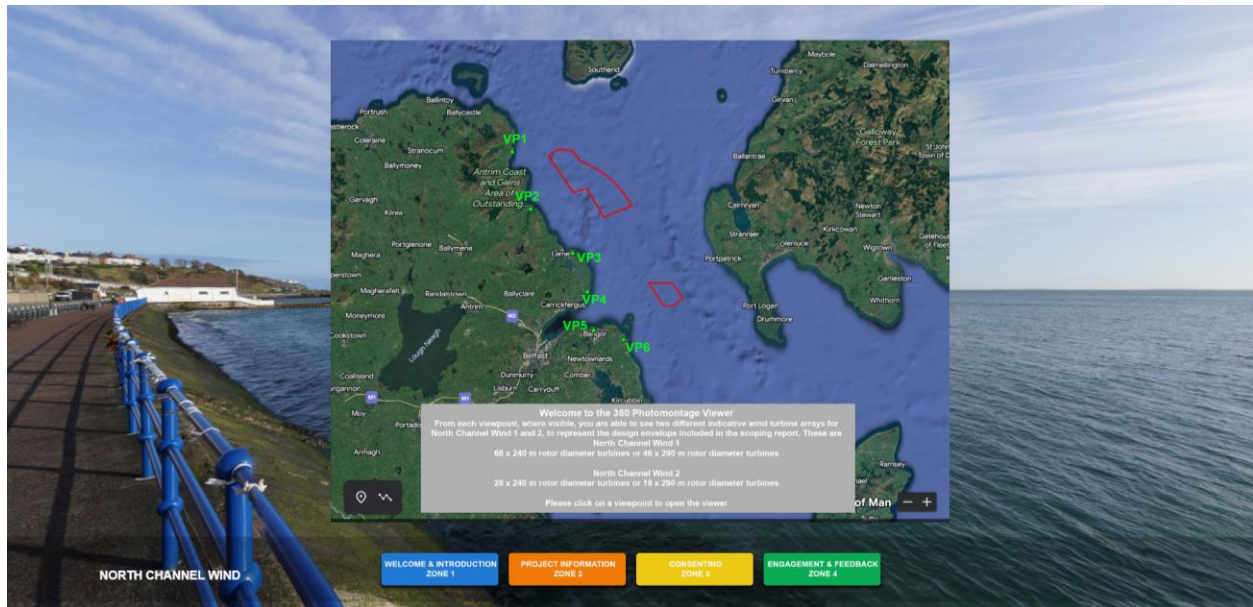 Southend
Maybole
Dalmellington
Turnberry
Girvan
Ballintoy
Portrush
Ballycastle
Coleraine
VP1
Stranocum
Galloway
Forest Park
Ballantrae
Ballymoney
Antrim Coast
and Glens
Area of
Outstanding...
VP2
Garvagh
Kilrea
Cairnryan
Newton
Stewart
Kirkcowan
Stranraer
Glenluce
Wigtown
Portglenone
Ballymena
Maghera
Larne
VP3
Portpatrick
Garlieston
Magherafelt
Randalstown
Ballyclare
VP4
Whithorn
Antrim
Carrickfergus
Port Logan
Moneymore
M2
Drummore
VP5
Bangor
Cookstown
VP6
Lough Neagh
Belfast
Newtownards
Coalisland
Dunmurry
Comber
Lisburn
Carryduff
M1
M1
Kircubbin
Moy
Armagh
Ramsey
of Man
Welcome to the 360 Photomontage Viewer
From each viewpoint, where visible, you are able to see two different indicative wind turbine arrays for
North Channel Wind 1 and 2, to represent the design envelope included in the scoping report. These are
North Channel Wind 1
68 x 240 m rotor diameter turbines or 46 x 290 m rotor diameter turbines
North Channel Wind 2
28 x 240 m rotor diameter turbines or 19 x 290 m rotor diameter turbines
Please click on a viewpoint to open the viewer
NORTH CHANNEL WIND
WELCOME & INTRODUCTION
ZONE 1
PROJECT INFORMATION
ZONE 2
CONSENTING
ZONE 3
ENGAGEMENT & FEEDBACK
ZONE 4